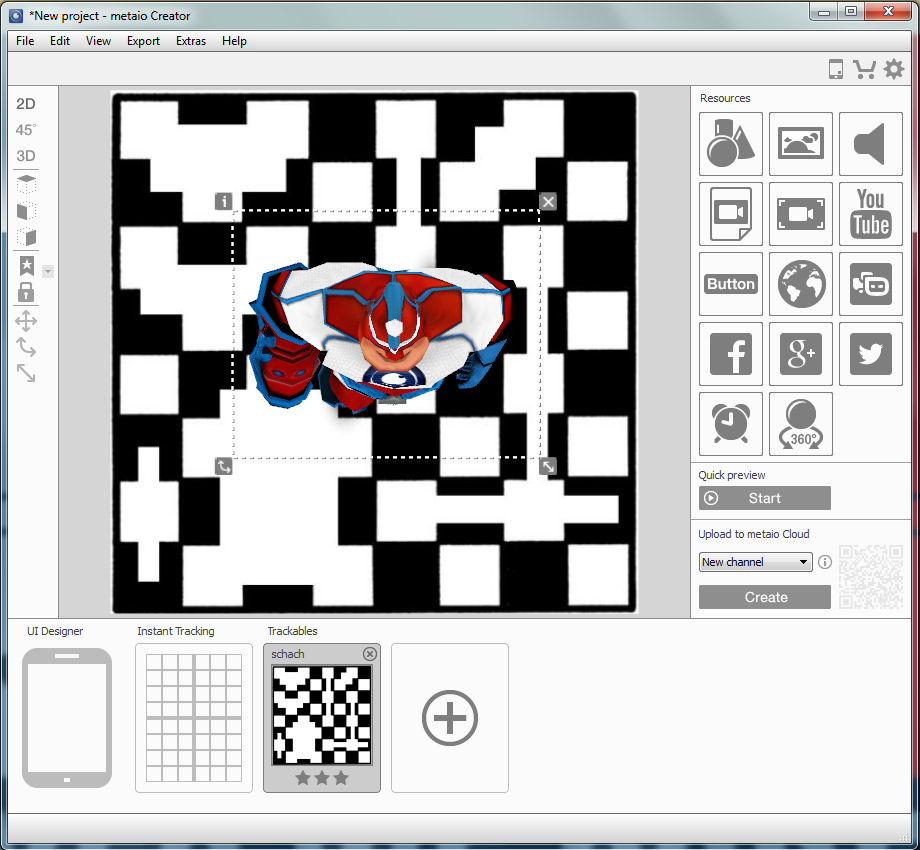 *New project - metaio Creator
File Edit View Export Extras Help
2D
45°
3D
Resources
You
Tube
Button
f
g+
360°
Quick preview
Start
Upload to metaio Cloud
New channel
Create
UI Designer Instant Tracking Trackables
schach